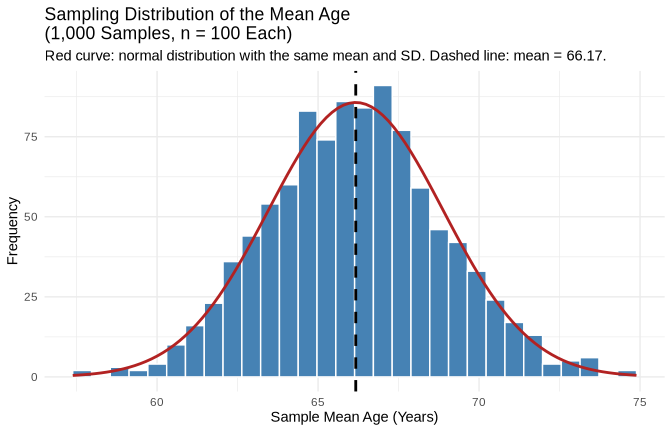 Sampling Distribution of the Mean Age
(1,000 Samples, n = 100 Each)
Red curve: normal distribution with the same mean and SD. Dashed line: mean = 66.17.
75
50
25
0
Frequency
60
65
70
75
Sample Mean Age (Years)